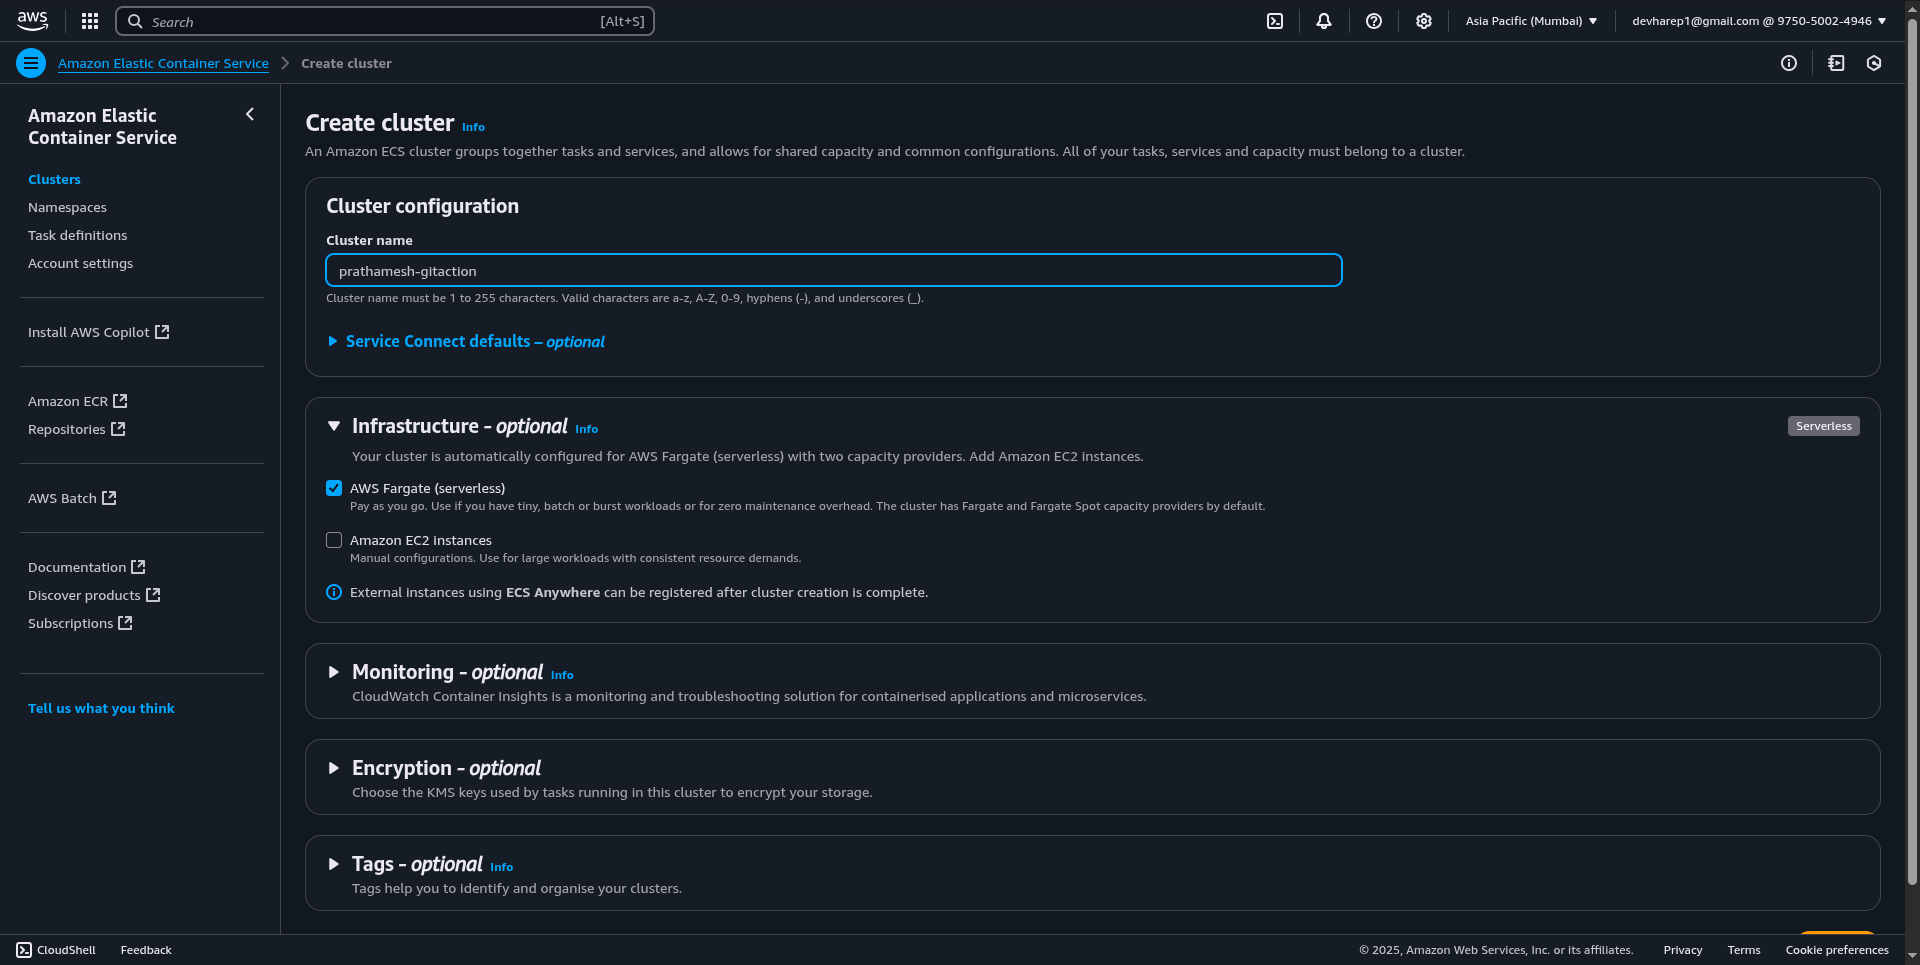 aws
Search
[Alt+S]
Asia Pacific (Mumbai)
devharep1@gmail.com @ 9750-5002-4946
Amazon Elastic Container Service
Create cluster
Amazon Elastic
Container Service
Clusters
Namespaces
Task definitions
Account settings
Install AWS Copilot
Amazon ECR
Repositories
AWS Batch
Documentation
Discover products
Subscriptions
Tell us what you think
Create cluster Info
An Amazon ECS cluster groups together tasks and services, and allows for shared capacity and common configurations. All of your tasks, services and capacity must belong to a cluster.
Cluster configuration
Cluster name
prathamesh-gitaction
Cluster name must be 1 to 255 characters. Valid characters are a-z, A-Z, 0-9, hyphens (-), and underscores (_).
Service Connect defaults – optional
Infrastructure - optional Info
Serverless
Your cluster is automatically configured for AWS Fargate (serverless) with two capacity providers. Add Amazon EC2 instances.
AWS Fargate (serverless)
Pay as you go. Use if you have tiny, batch or burst workloads or for zero maintenance overhead. The cluster has Fargate and Fargate Spot capacity providers by default.
Amazon EC2 instances
Manual configurations. Use for large workloads with consistent resource demands.
External instances using ECS Anywhere can be registered after cluster creation is complete.
Monitoring - optional Info
CloudWatch Container Insights is a monitoring and troubleshooting solution for containerised applications and microservices.
Encryption - optional
Choose the KMS keys used by tasks running in this cluster to encrypt your storage.
Tags - optional Info
Tags help you to identify and organise your clusters.
CloudShell
Feedback
© 2025, Amazon Web Services, Inc. or its affiliates.
Privacy
Terms
Cookie preferences